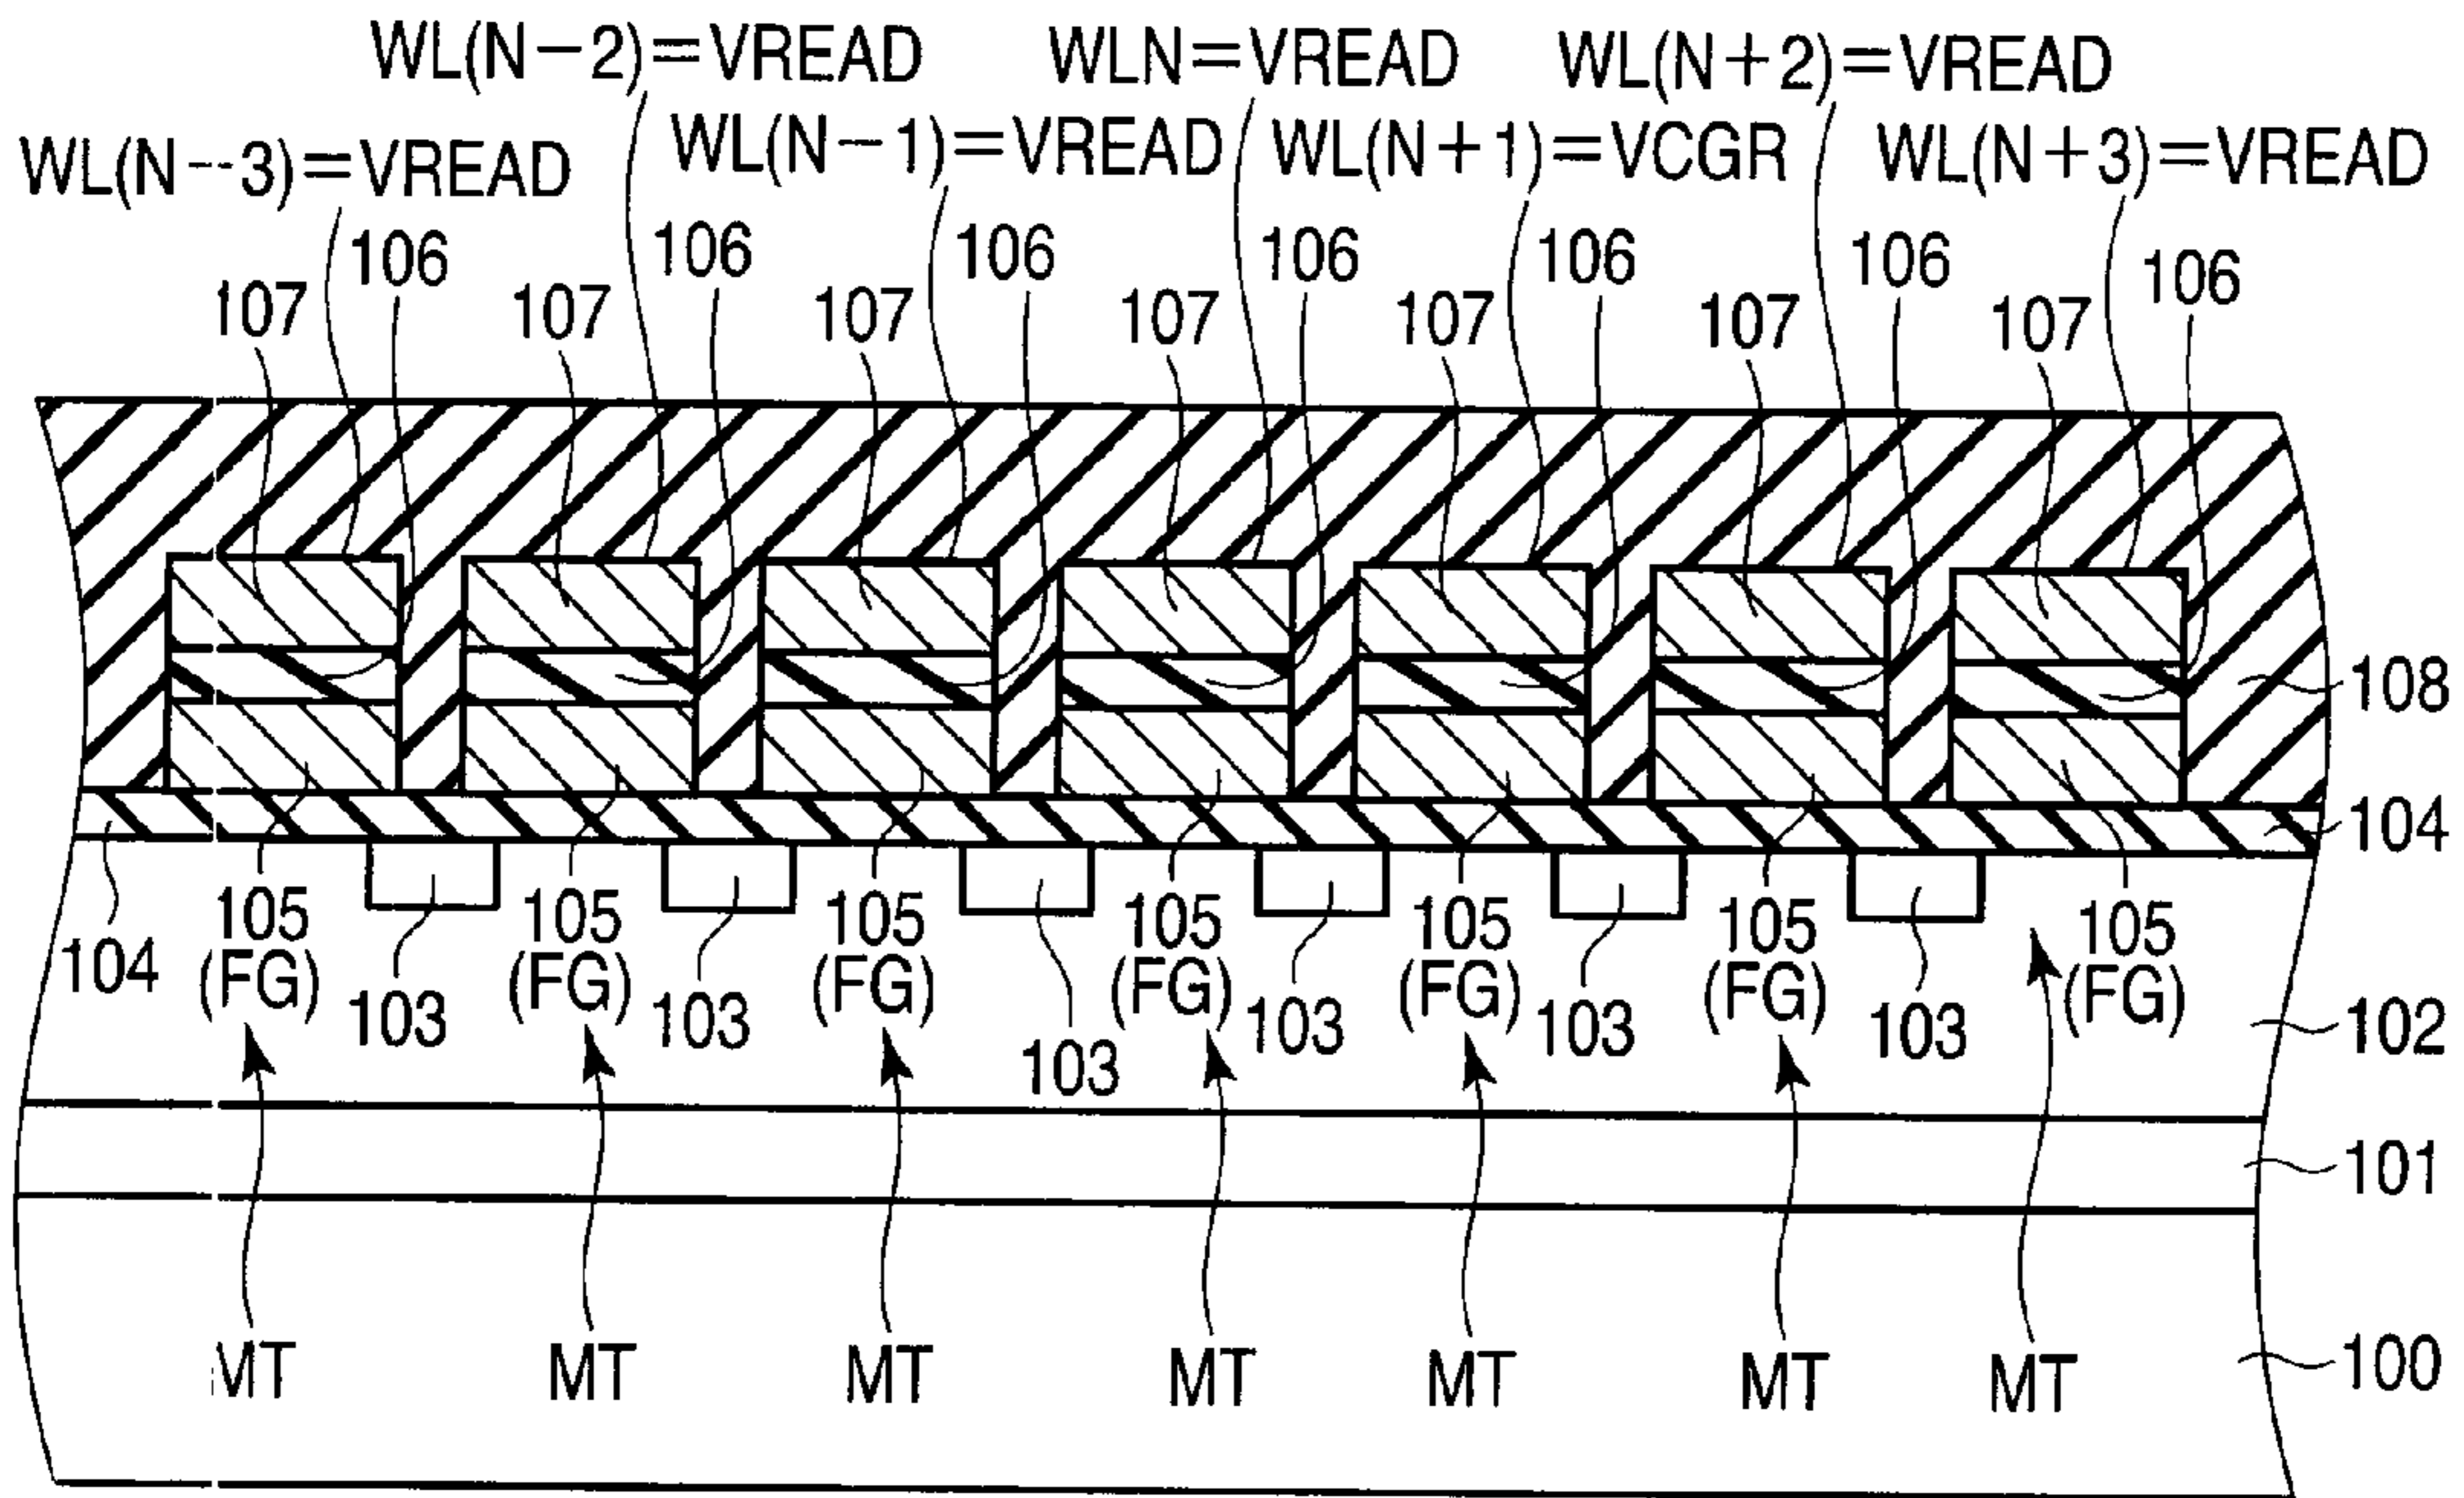 WL(N-2)=VREAD WLN=VREAD WL(N+2)=VREAD
WL(N-3)=VREAD WL(N-1)=VREAD WL(N+1)=VCGR WL(N+3)=VREAD
106 106 106 106 106 106 106
107 107 107 107 107 107 107
108
104
105 105 105 105 105 105 105
(FG) (FG) (FG) (FG) (FG) (FG) (FG)
104 103 103 103 103 103 103
102
101
MT MT MT MT MT MT MT
100